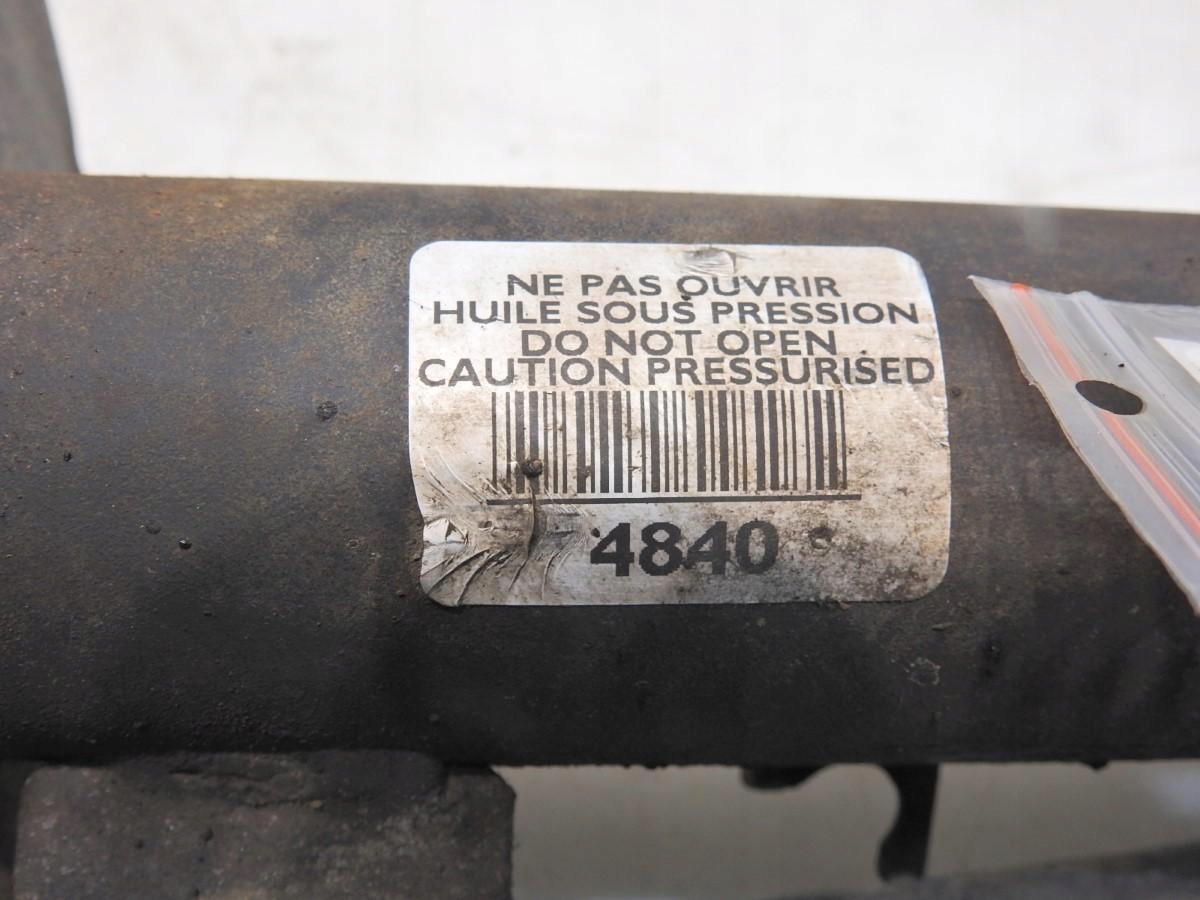 NE PAS OUVRIR
HUILE SOUS PRESSION
DO NOT OPEN
CAUTION PRESSURISED
4840